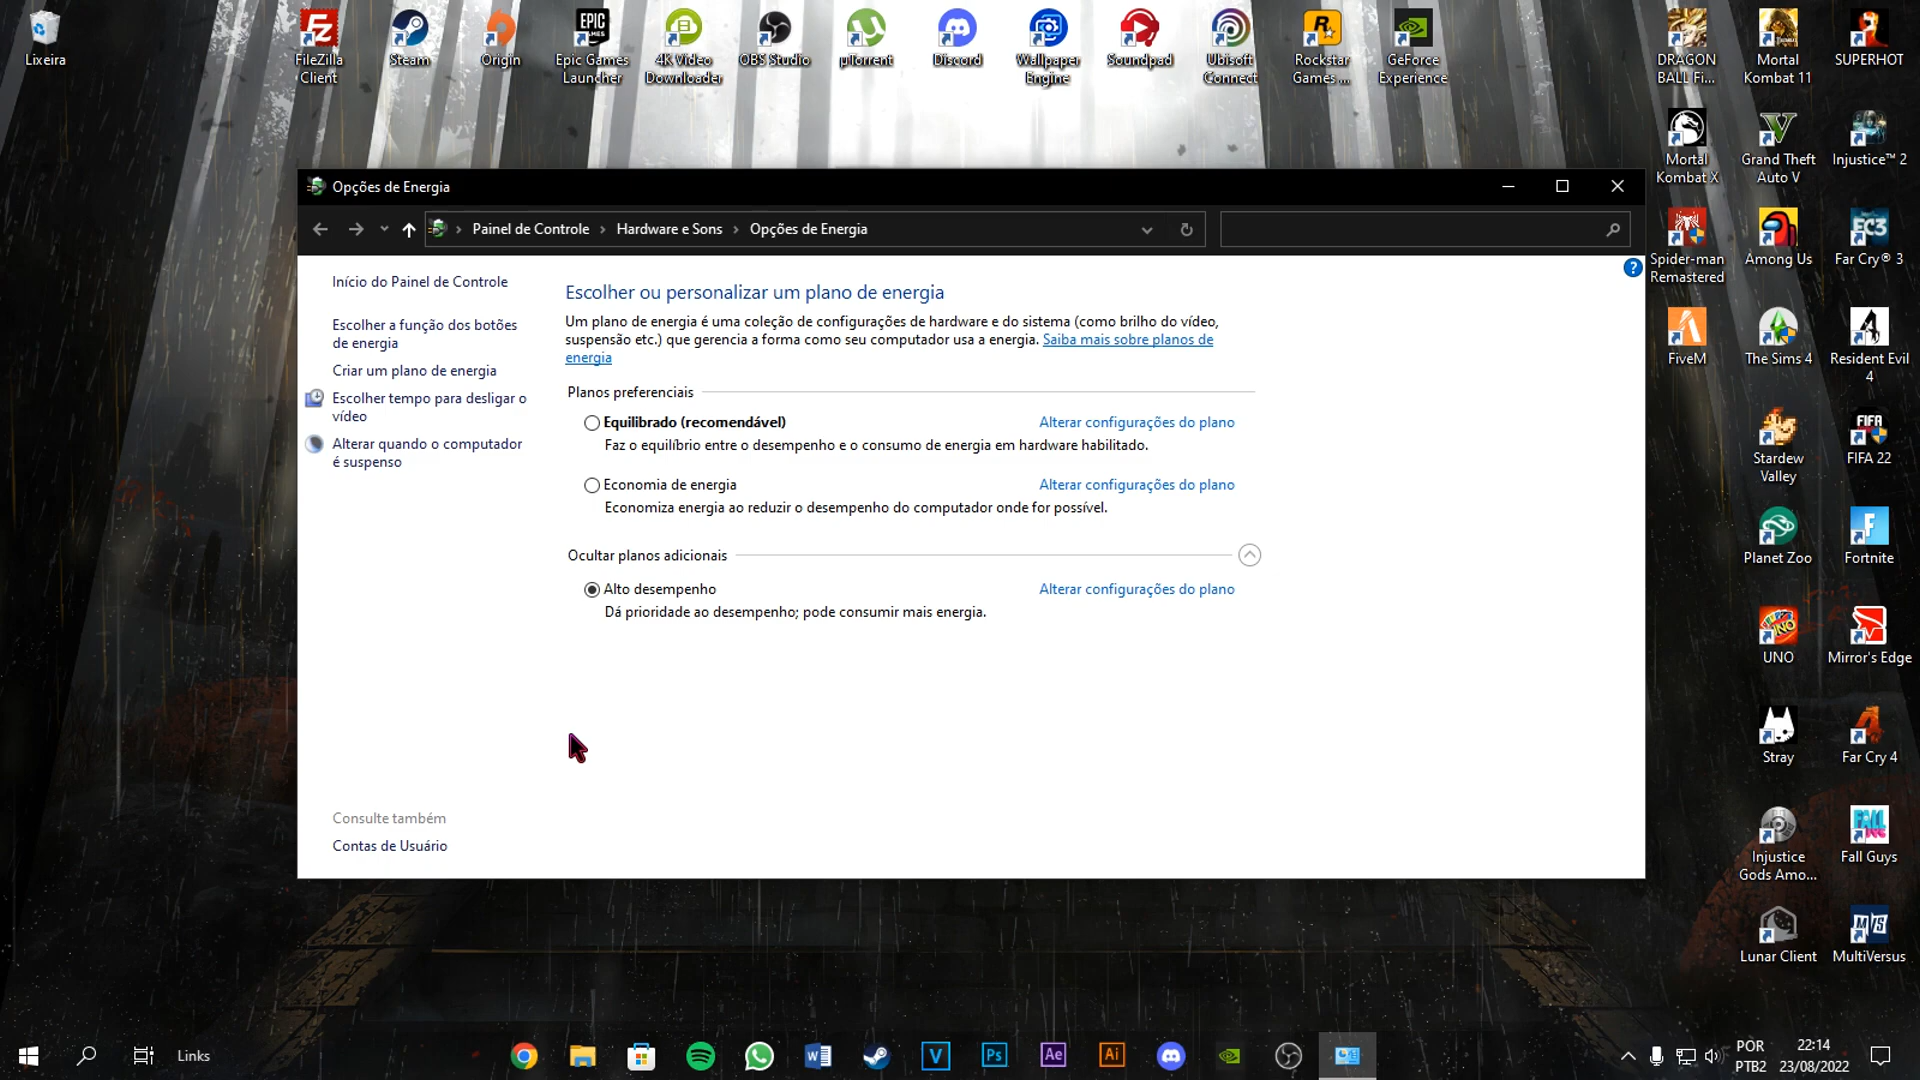 Lixeira
FileZilla
Client
Steam
Origin
Epic Games
Launcher
4K Video
Downloader
OBS Studio
µTorrent
Discord
Wallpaper
Engine
Soundpad
Ubisoft
Connect
Rockstar
Games ...
GeForce
Experience
DRAGON
BALL Fi...
Mortal
Kombat 11
SUPERHOT
Mortal
Kombat X
Grand Theft
Auto V
Injustice™ 2
Spider-man
Remastered
Among Us
Far Cry® 3
FiveM
The Sims 4
Resident Evil
4
Stardew
Valley
FIFA 22
Planet Zoo
Fortnite
UNO
Mirror's Edge
Stray
Far Cry 4
Injustice
Gods Amo...
Fall Guys
Lunar Client
MultiVersus
Opções de Energia
Painel de Controle > Hardware e Sons > Opções de Energia
Início do Painel de Controle
Escolher a função dos botões
de energia
Criar um plano de energia
Escolher tempo para desligar o
vídeo
Alterar quando o computador
é suspenso
Consulte também
Contas de Usuário
Escolher ou personalizar um plano de energia
Um plano de energia é uma coleção de configurações de hardware e do sistema (como brilho do vídeo,
suspensão etc.) que gerencia a forma como seu computador usa a energia. Saiba mais sobre planos de
energia
Planos preferenciais
Equilibrado (recomendável) Alterar configurações do plano
Faz o equilíbrio entre o desempenho e o consumo de energia em hardware habilitado.
Economia de energia Alterar configurações do plano
Economiza energia ao reduzir o desempenho do computador onde for possível.
Ocultar planos adicionais
Alto desempenho Alterar configurações do plano
Dá prioridade ao desempenho; pode consumir mais energia.
Links
POR
PTB2
22:14
23/08/2022